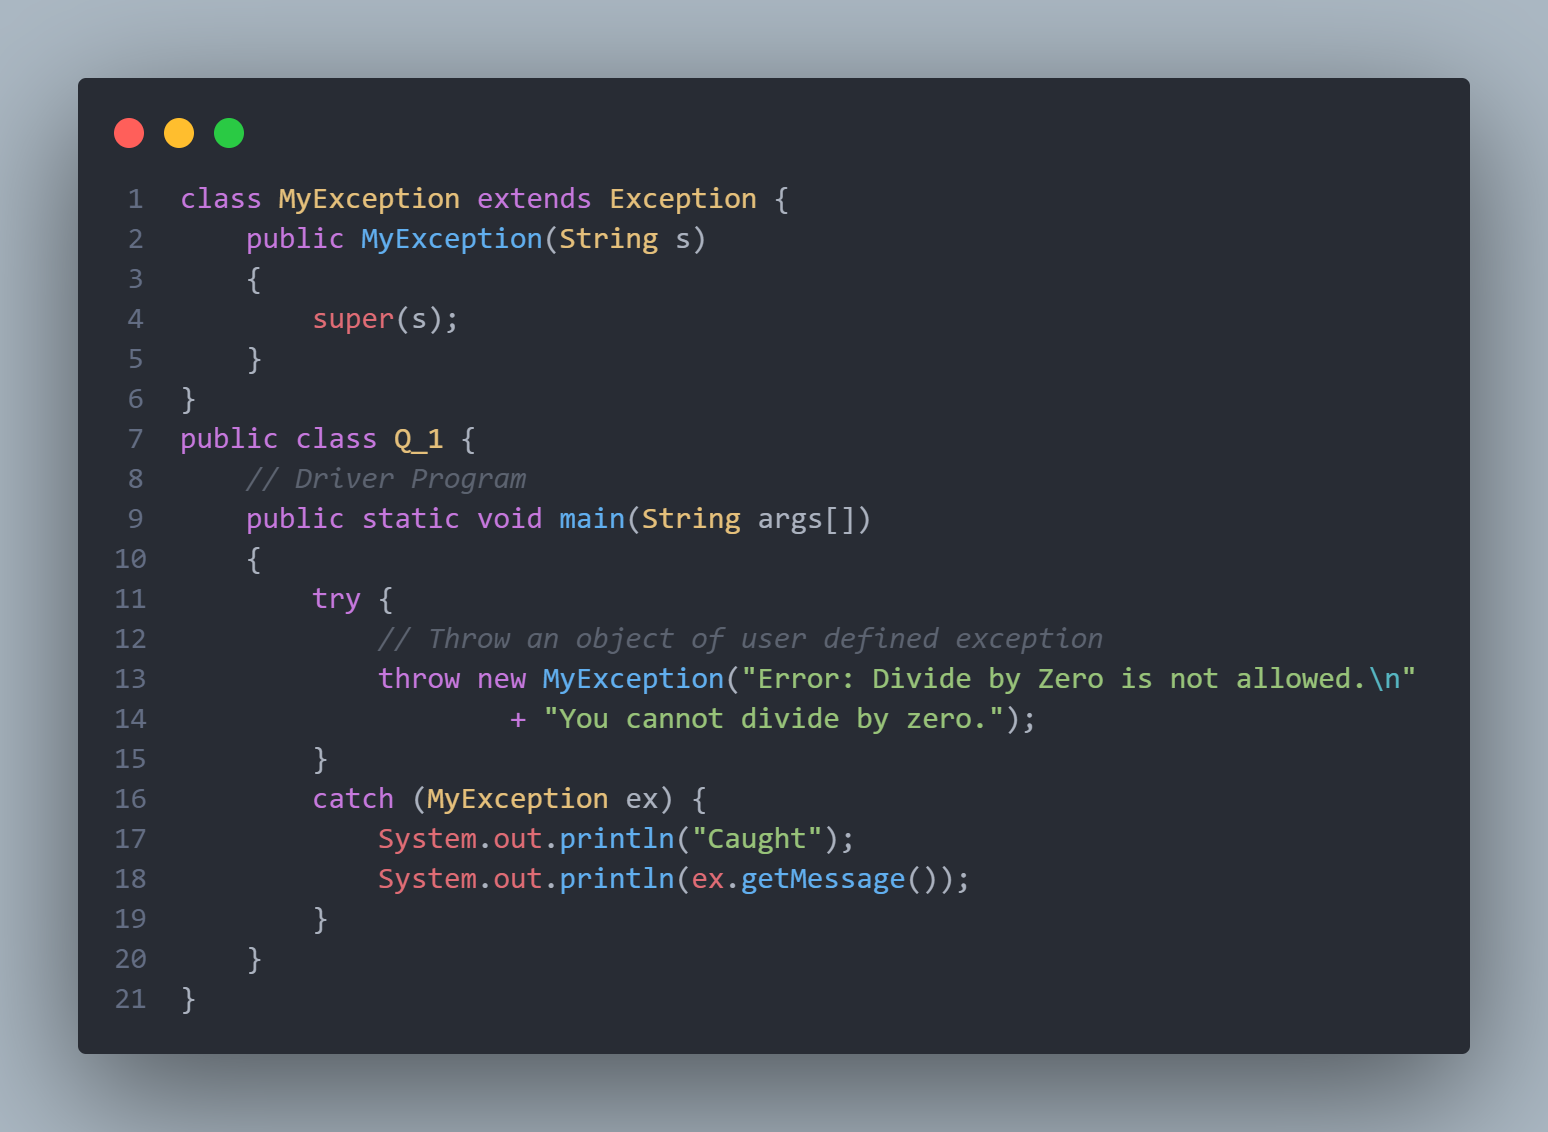 1 class MyException extends Exception {
2     public MyException(String s)
3     {
4         super(s);
5     }
6 }
7 public class Q_1 {
8     // Driver Program
9     public static void main(String args[])
10     {
11         try {
12             // Throw an object of user defined exception
13             throw new MyException("Error: Divide by Zero is not allowed.\n"
14                     + "You cannot divide by zero.");
15         }
16         catch (MyException ex) {
17             System.out.println("Caught");
18             System.out.println(ex.getMessage());
19         }
20     }
21 }